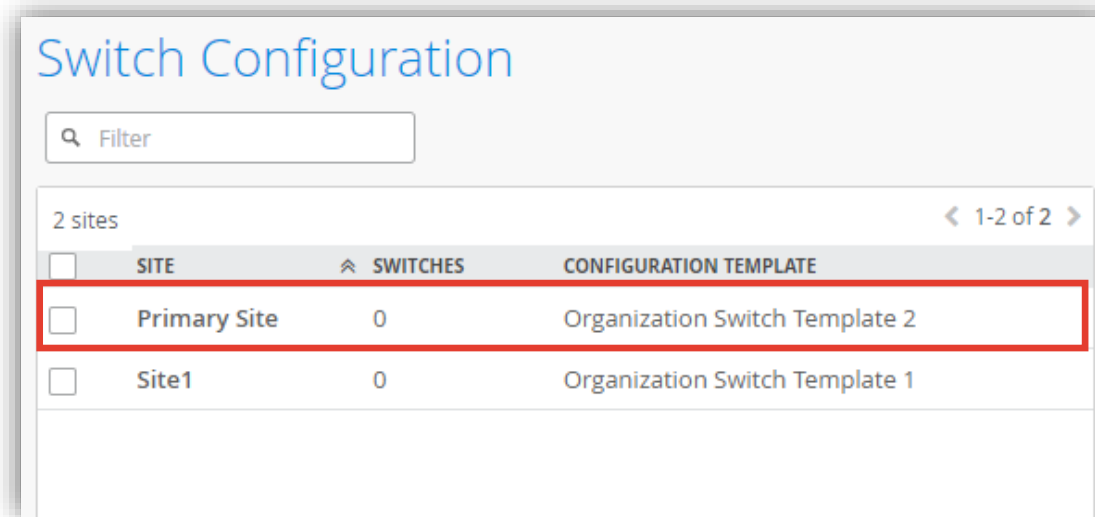 Switch Configuration
Filter
2 sites < 1-2 of 2 >
SITE SWITCHES CONFIGURATION TEMPLATE
Primary Site 0 Organization Switch Template 2
Site1 0 Organization Switch Template 1